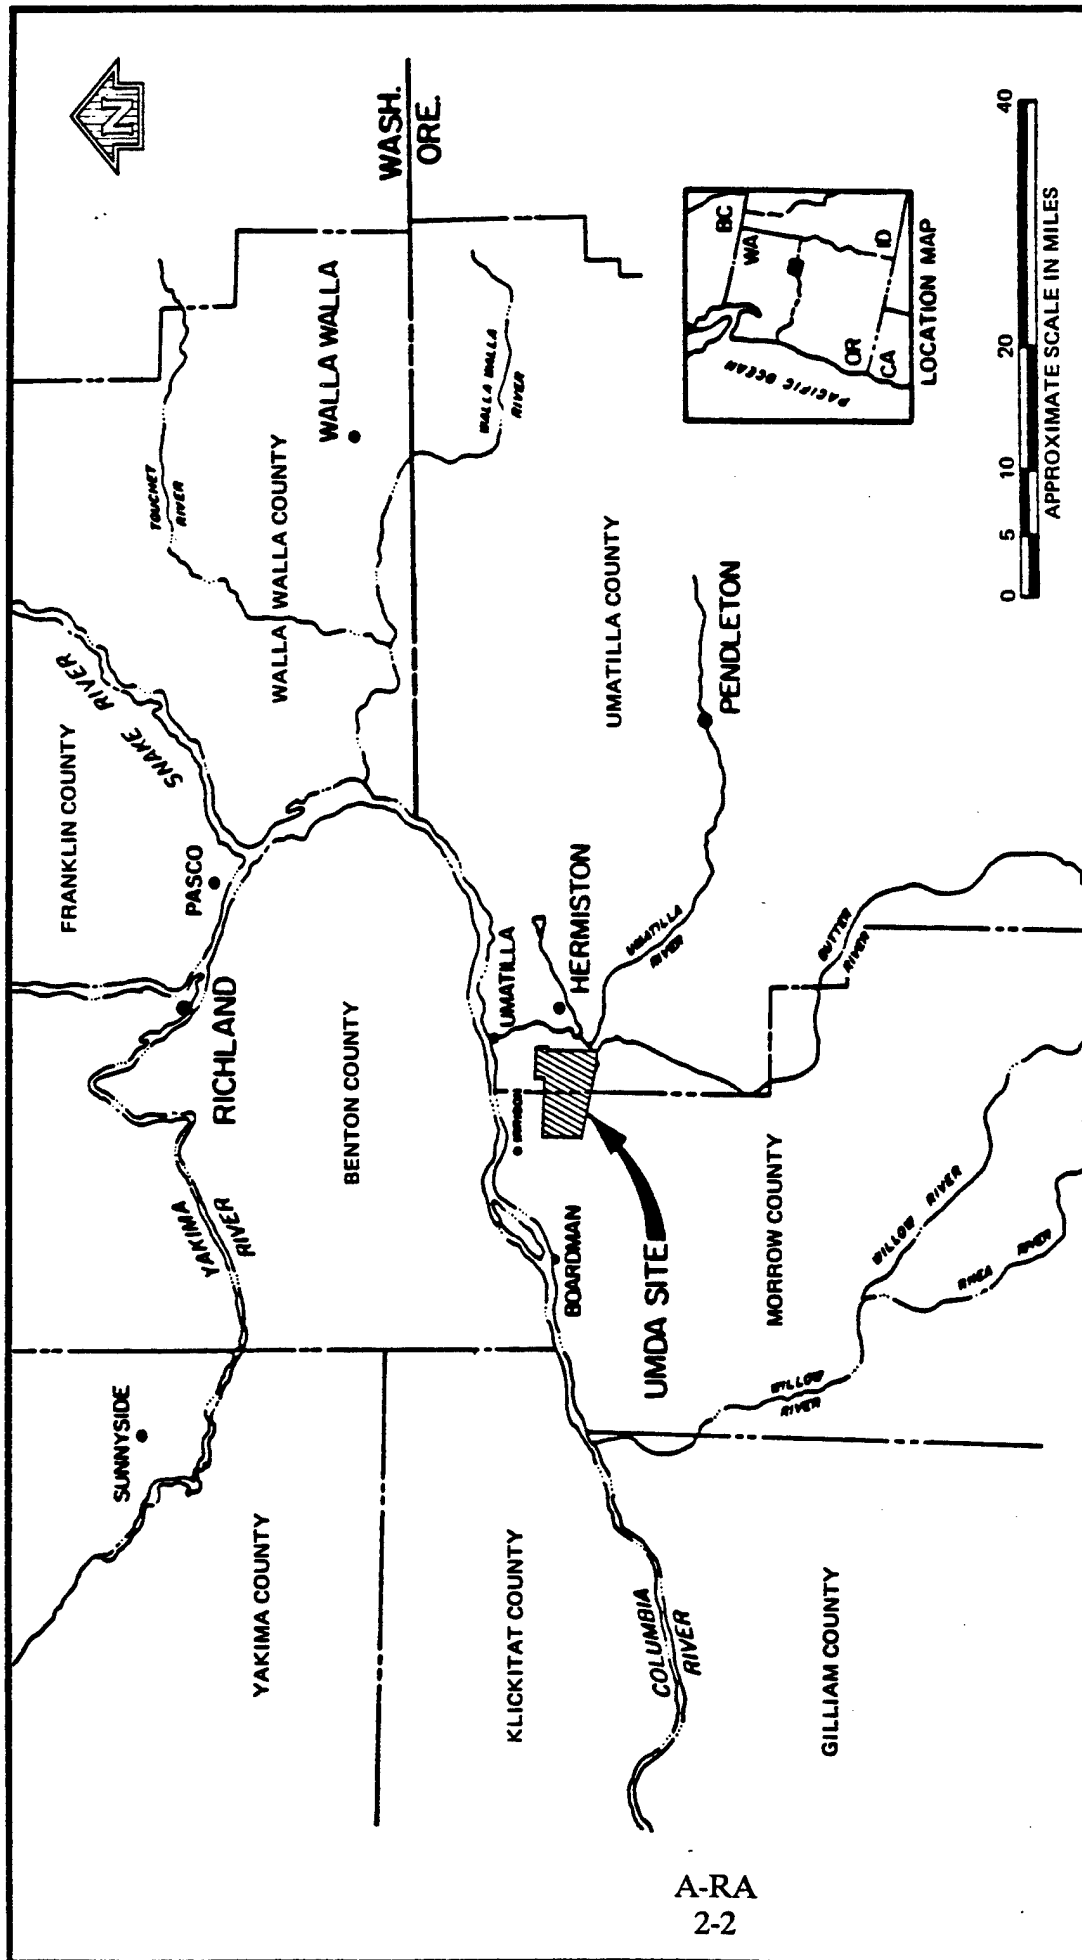 N
WASH.
ORE.
TOUCHET
RIVER
WALLA WALLA
WALLA WALLA COUNTY
WALLA WALLA
RIVER
FRANKLIN COUNTY
SNAKE RIVER
PASCO
RICHLAND
BENTON COUNTY
YAKIMA
RIVER
SUNNYSIDE
YAKIMA COUNTY
KLICKITAT COUNTY
UMATILLA COUNTY
PENDLETON
UMATILLA
HERMISTON
UMATILLA
RIVER
BUTTER
RIVER
BOARDMAN
UMDA SITE
MORROW COUNTY
WILLOW RIVER
RHEA RIVER
WILLOW
RIVER
COLUMBIA
RIVER
GILLIAM COUNTY
BC
WA
ID
OR
CA
PACIFIC OCEAN
LOCATION MAP
0 5 10 20 40
APPROXIMATE SCALE IN MILES
A-RA
2-2